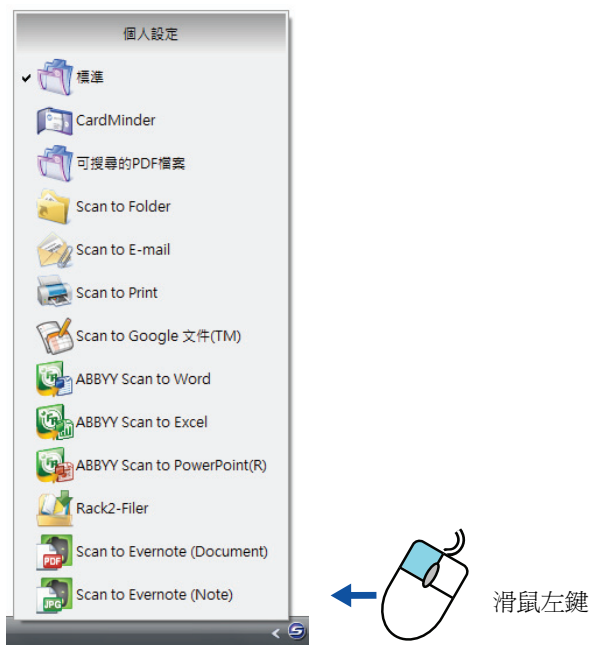 個人設定
標準
CardMinder
可搜尋的PDF檔案
Scan to Folder
Scan to E-mail
Scan to Print
Scan to Google 文件(TM)
ABBYY Scan to Word
ABBYY Scan to Excel
ABBYY Scan to PowerPoint(R)
Rack2-Filer
Scan to Evernote (Document)
Scan to Evernote (Note)
滑鼠左鍵